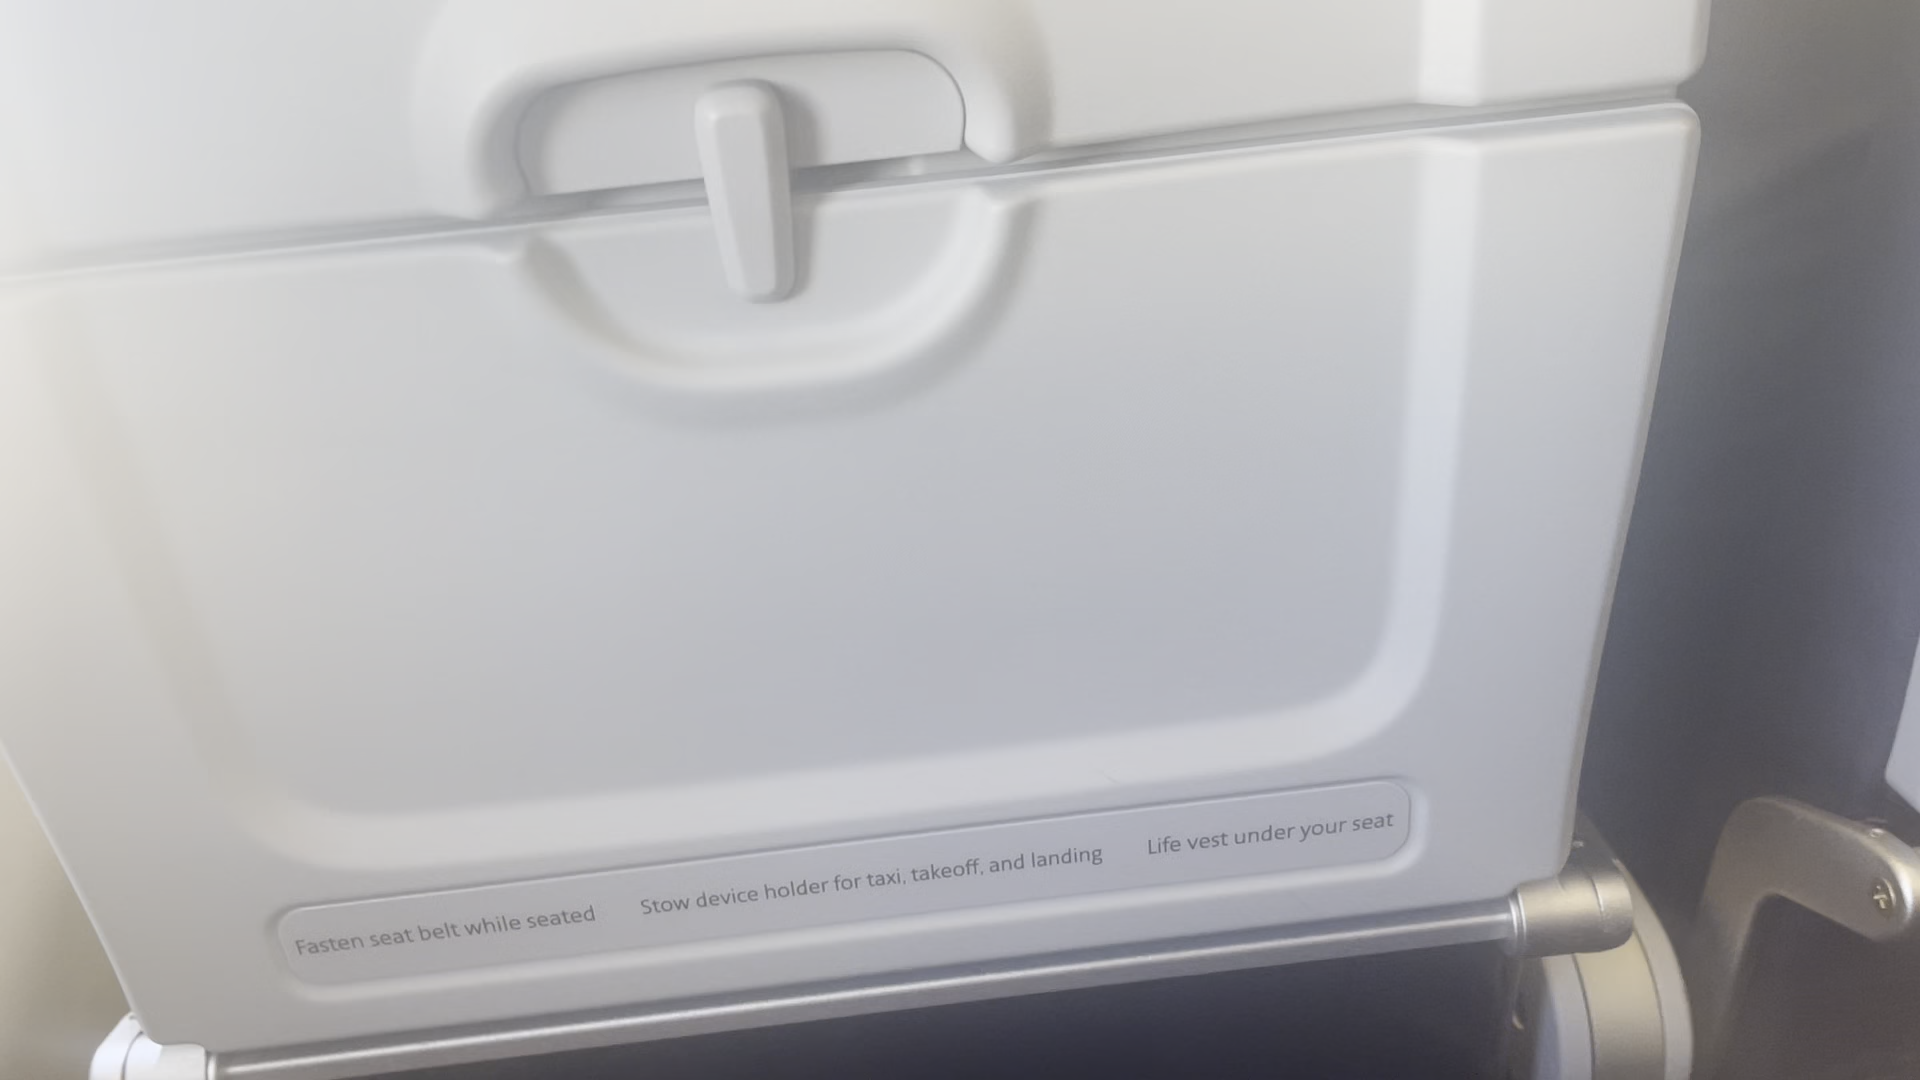 Fasten seat belt while seated
Stow device holder for taxi, takeoff, and landing
Life vest under your seat